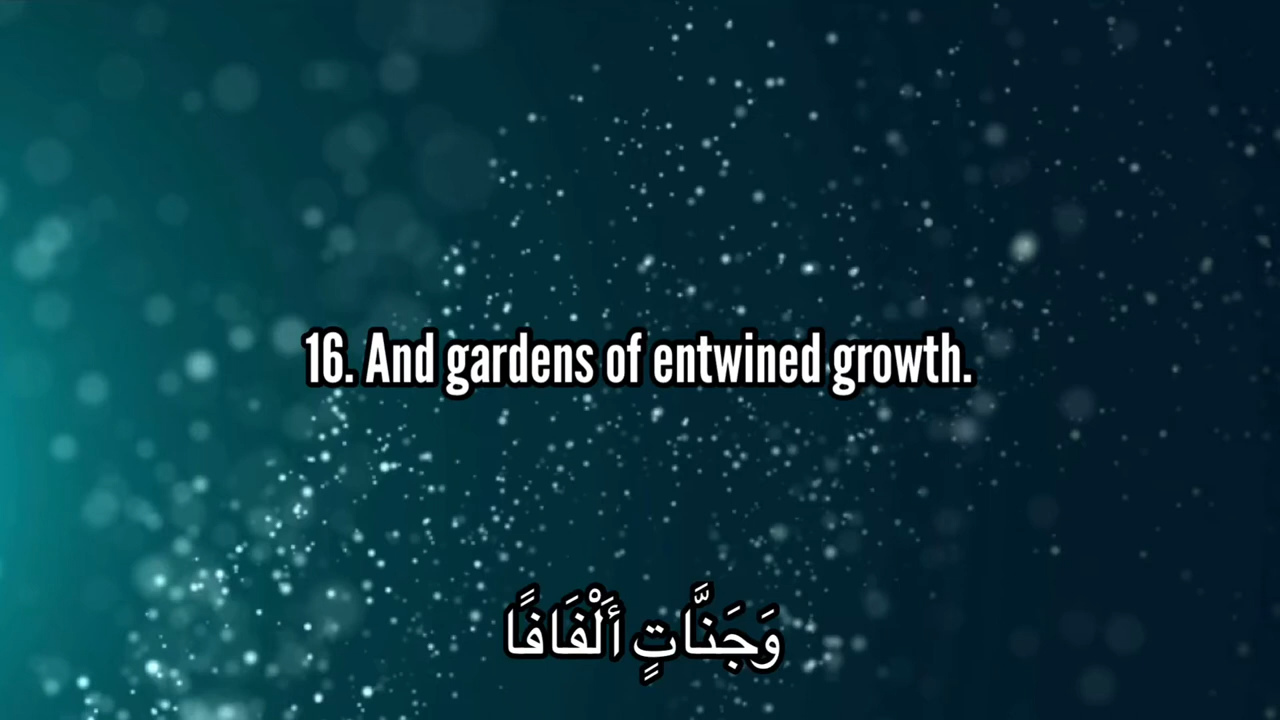 16. And gardens of entwined growth.
وَجَنَّاتٍ أَلْفَافًا